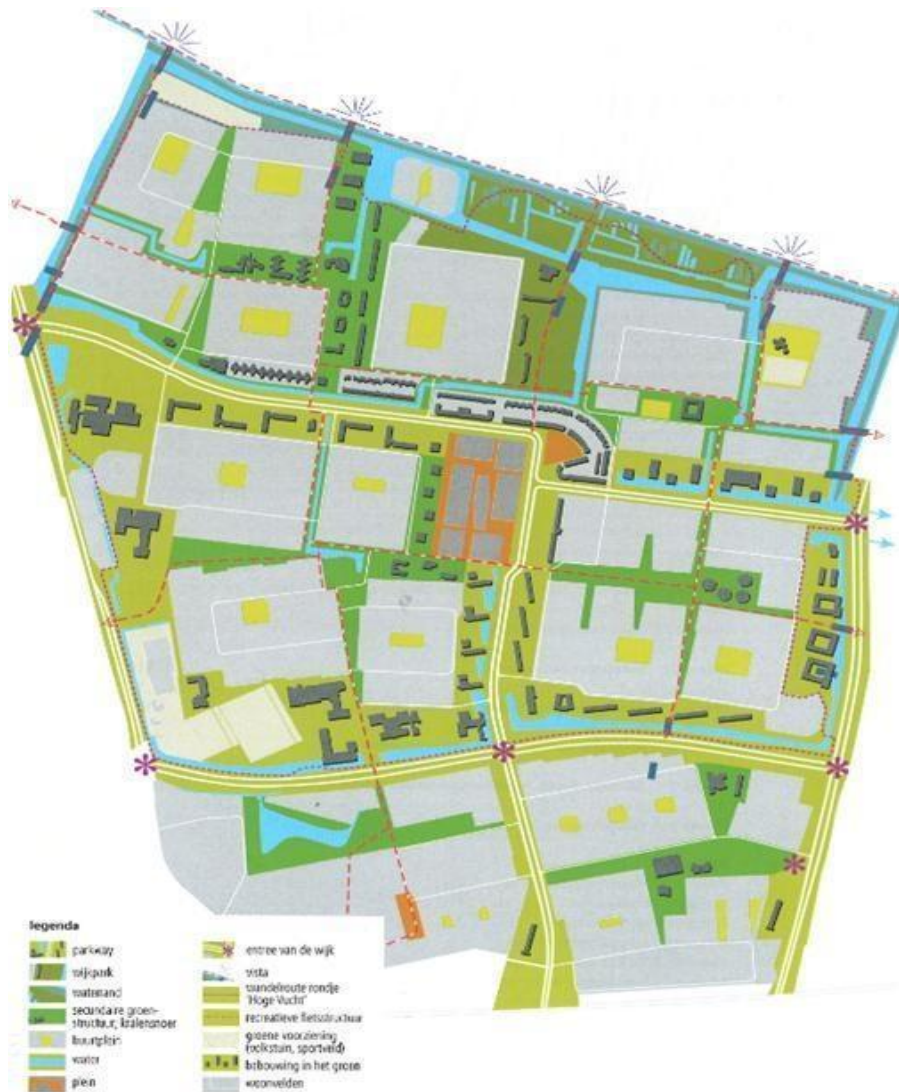 legenda
parkway
wijkpark
waterrand
secundaire groen-
structuur, kralensnoer
buurtplein
water
plein
entree van de wijk
vista
wandelroute rondje
'Hoge Vucht'
recreatieve fietsstructuur
groene voorziening
(volkstuin, sportveld)
bebouwing in het groen
woonvelden